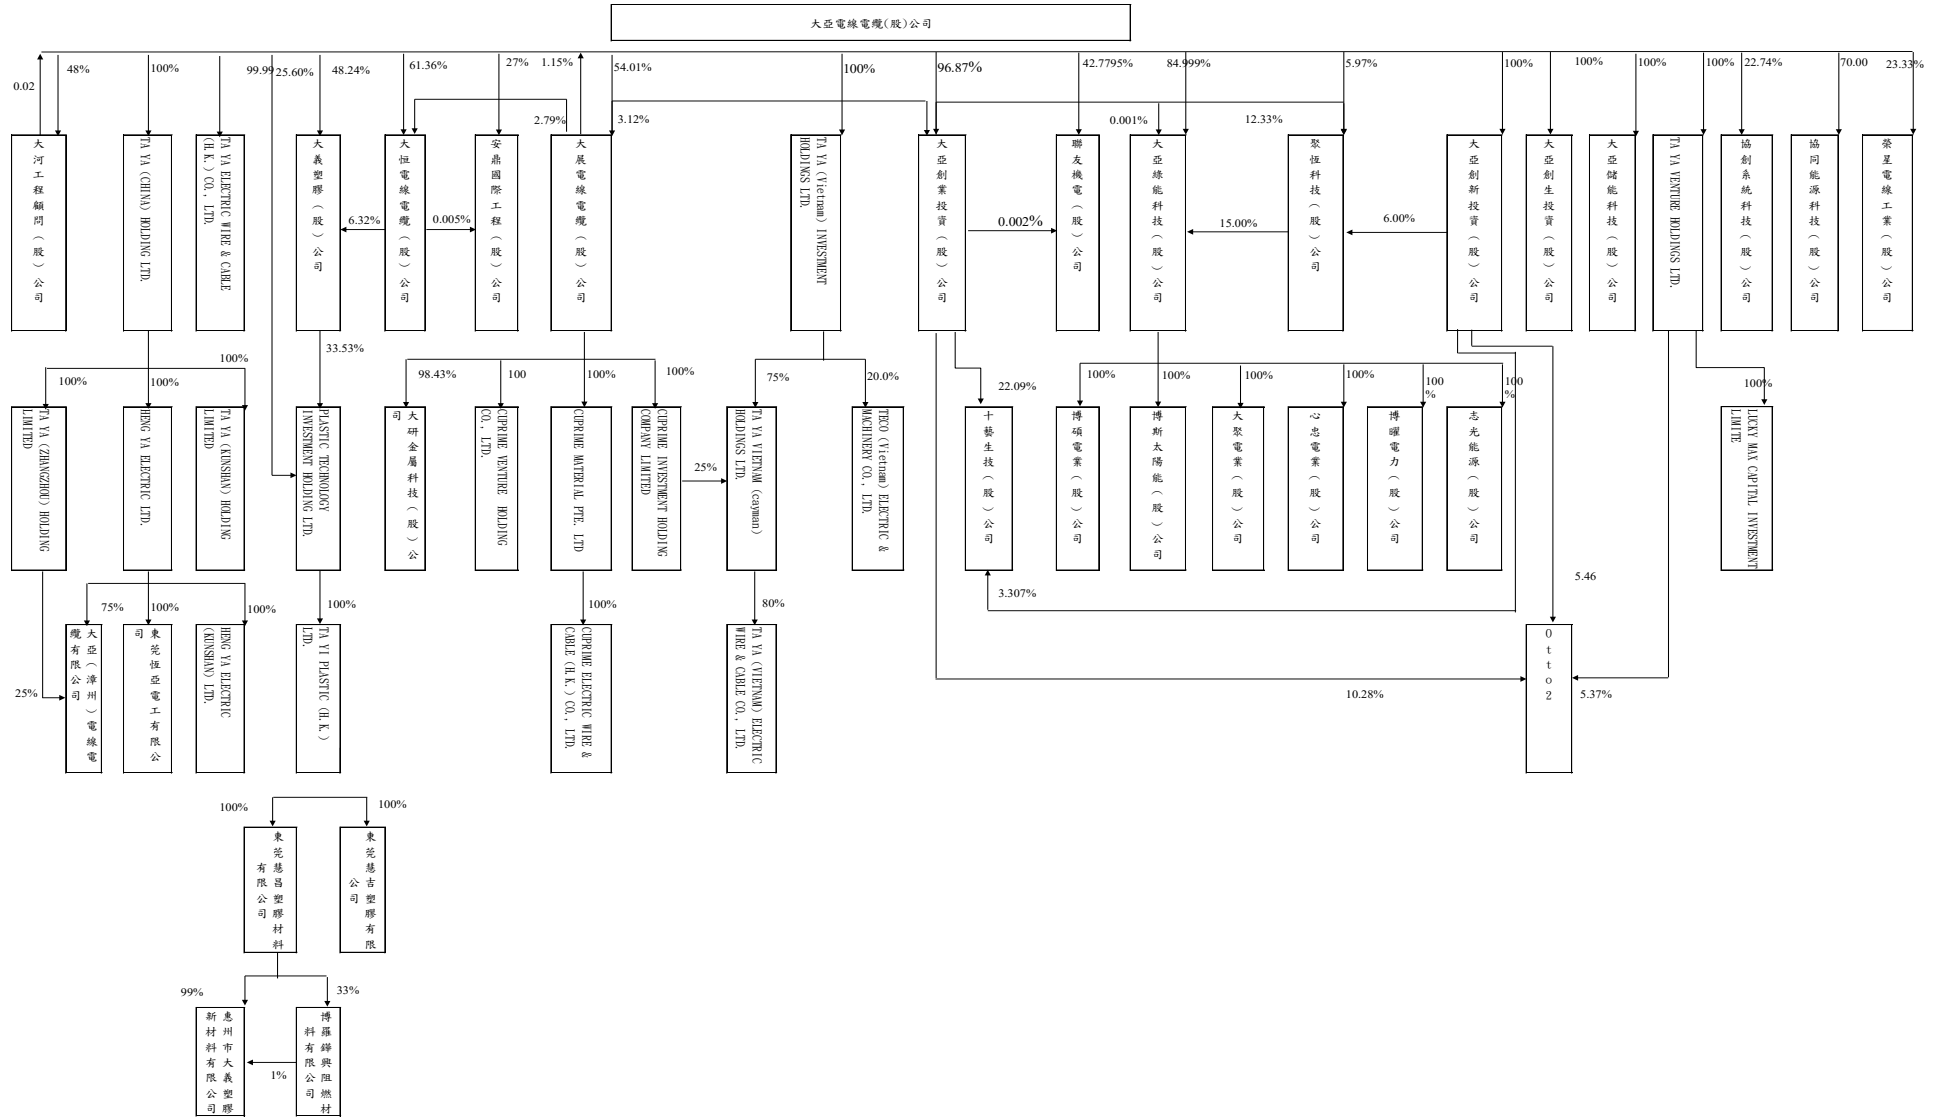 大亞電線電纜(股)公司
0.02
48%
100%
99.99
25.60%
48.24%
61.36%
27%
1.15%
54.01%
100%
96.87%
42.7795%
84.999%
5.97%
100%
100%
100%
100%
22.74%
70.00
23.33%
2.79%
3.12%
0.001%
12.33%
大河工程顧問(股)公司
TA YA (CHINA) HOLDING LTD.
TA YA ELECTRIC WIRE & CABLE
(H.K.) CO., LTD.
大義塑膠(股)公司
大恒電線電纜(股)公司
安鼎國際工程(股)公司
大展電線電纜(股)公司
TA YA (Vietnam) INVESTMENT
HOLDINGS LTD.
大亞創業投資(股)公司
聯友機電(股)公司
大亞綠能科技(股)公司
聚恆科技(股)公司
大亞創新投資(股)公司
大亞創生投資(股)公司
大亞儲能科技(股)公司
TA YA VENTURE HOLDINGS LTD.
協創系統科技(股)公司
協同能源科技(股)公司
榮星電線工業(股)公司
6.32%
0.005%
0.002%
15.00%
6.00%
33.53%
100%
100%
100%
98.43%
100
100%
100%
75%
20.0%
22.09%
100%
100%
100%
100%
100
%
100
%
100%
TA YA (ZHANGZHOU) HOLDING
LIMITED
HENG YA ELECTRIC LTD.
TA YA (KUNSHAN) HOLDING
LIMITED
PLASTIC TECHNOLOGY
INVESTMENT HOLDING LTD.
大研金屬科技(股)公
司
CUPRIME VENTURE HOLDING
CO., LTD.
CUPRIME MATERIAL PTE. LTD
CUPRIME INVESTMENT HOLDING
COMPANY LIMITED
25%
TA YA VIETNAM (cayman)
HOLDINGS LTD.
TECO (Vietnam) ELECTRIC &
MACHINERY CO., LTD.
十藝生技(股)公司
博碩電業(股)公司
博斯太陽能(股)公司
大聚電業(股)公司
心忠電業(股)公司
博曜電力(股)公司
志光能源(股)公司
LUCKY MAX CAPITAL INVESTMENT
LIMITE
3.307%
5.46
75%
100%
100%
100%
100%
80%
25%
大亞(漳州)電線電
纜有限公司
東莞恆亞電工有限公
司
HENG YA ELECTRIC
(KUNSHAN) LTD.
TA YI PLASTIC (H.K.)
LTD.
CUPRIME ELECTRIC WIRE &
CABLE (H.K.) CO., LTD.
TA YA (VIETNAM) ELECTRIC
WIRE & CABLE CO., LTD.
Ottto2
10.28%
5.37%
100%
100%
東莞慧昌塑膠材料
有限公司
東莞慧吉塑膠有限
公司
99%
33%
惠州市大義塑膠
新材料有限公司
1%
博羅鏵興阻燃材
料有限公司